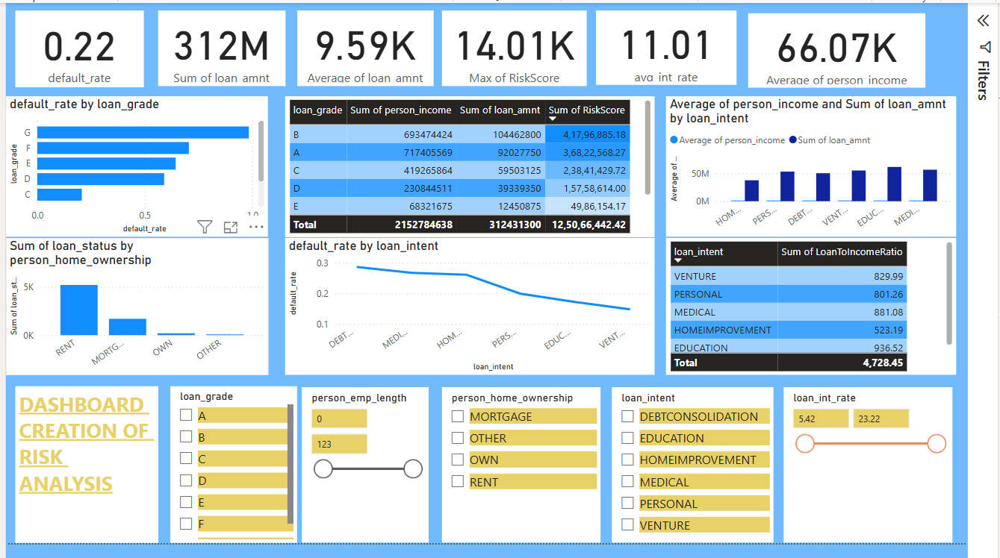 0.22
default_rate
312M
Sum of loan_amnt
9.59K
Average of loan_amnt
14.01K
Max of RiskScore
11.01
avg_int_rate
66.07K
Average of person_income
Filters
default_rate by loan_grade
loan_grade
G
F
E
D
C
0.0 0.5 1.0
default_rate
loan_grade Sum of person_income Sum of loan_amnt Sum of RiskScore
B 693474424 104462800 4,17,96,885.18
A 717405569 92027750 3,68,22,568.27
C 419265864 59503125 2,38,41,429.72
D 230844511 39339350 1,57,58,614.00
E 68321675 12450875 49,86,154.17
Total 2152784638 312431300 12,50,66,442.42
Average of person_income and Sum of loan_amnt
by loan_intent
Average of person_income Sum of loan_amnt
Average of ...
50M
0M
HOM... PERS... DEBT... VENT... EDUC... MEDI...
Sum of loan_status by
person_home_ownership
Sum of loan_st...
5K
0K
RENT MORTG... OWN OTHER
default_rate by loan_intent
default_rate
0.3
0.2
0.1
DEBT... MEDI... HOM... PERS... EDUC... VENT...
loan_intent
loan_intent Sum of LoanToIncomeRatio
VENTURE 829.99
PERSONAL 801.26
MEDICAL 881.08
HOMEIMPROVEMENT 523.19
EDUCATION 936.52
Total 4,728.45
DASHBOARD
CREATION OF
RISK
ANALYSIS
loan_grade
A
B
C
D
E
F
person_emp_length
0
123
person_home_ownership
MORTGAGE
OTHER
OWN
RENT
loan_intent
DEBTCONSOLIDATION
EDUCATION
HOMEIMPROVEMENT
MEDICAL
PERSONAL
VENTURE
loan_int_rate
5.42 23.22